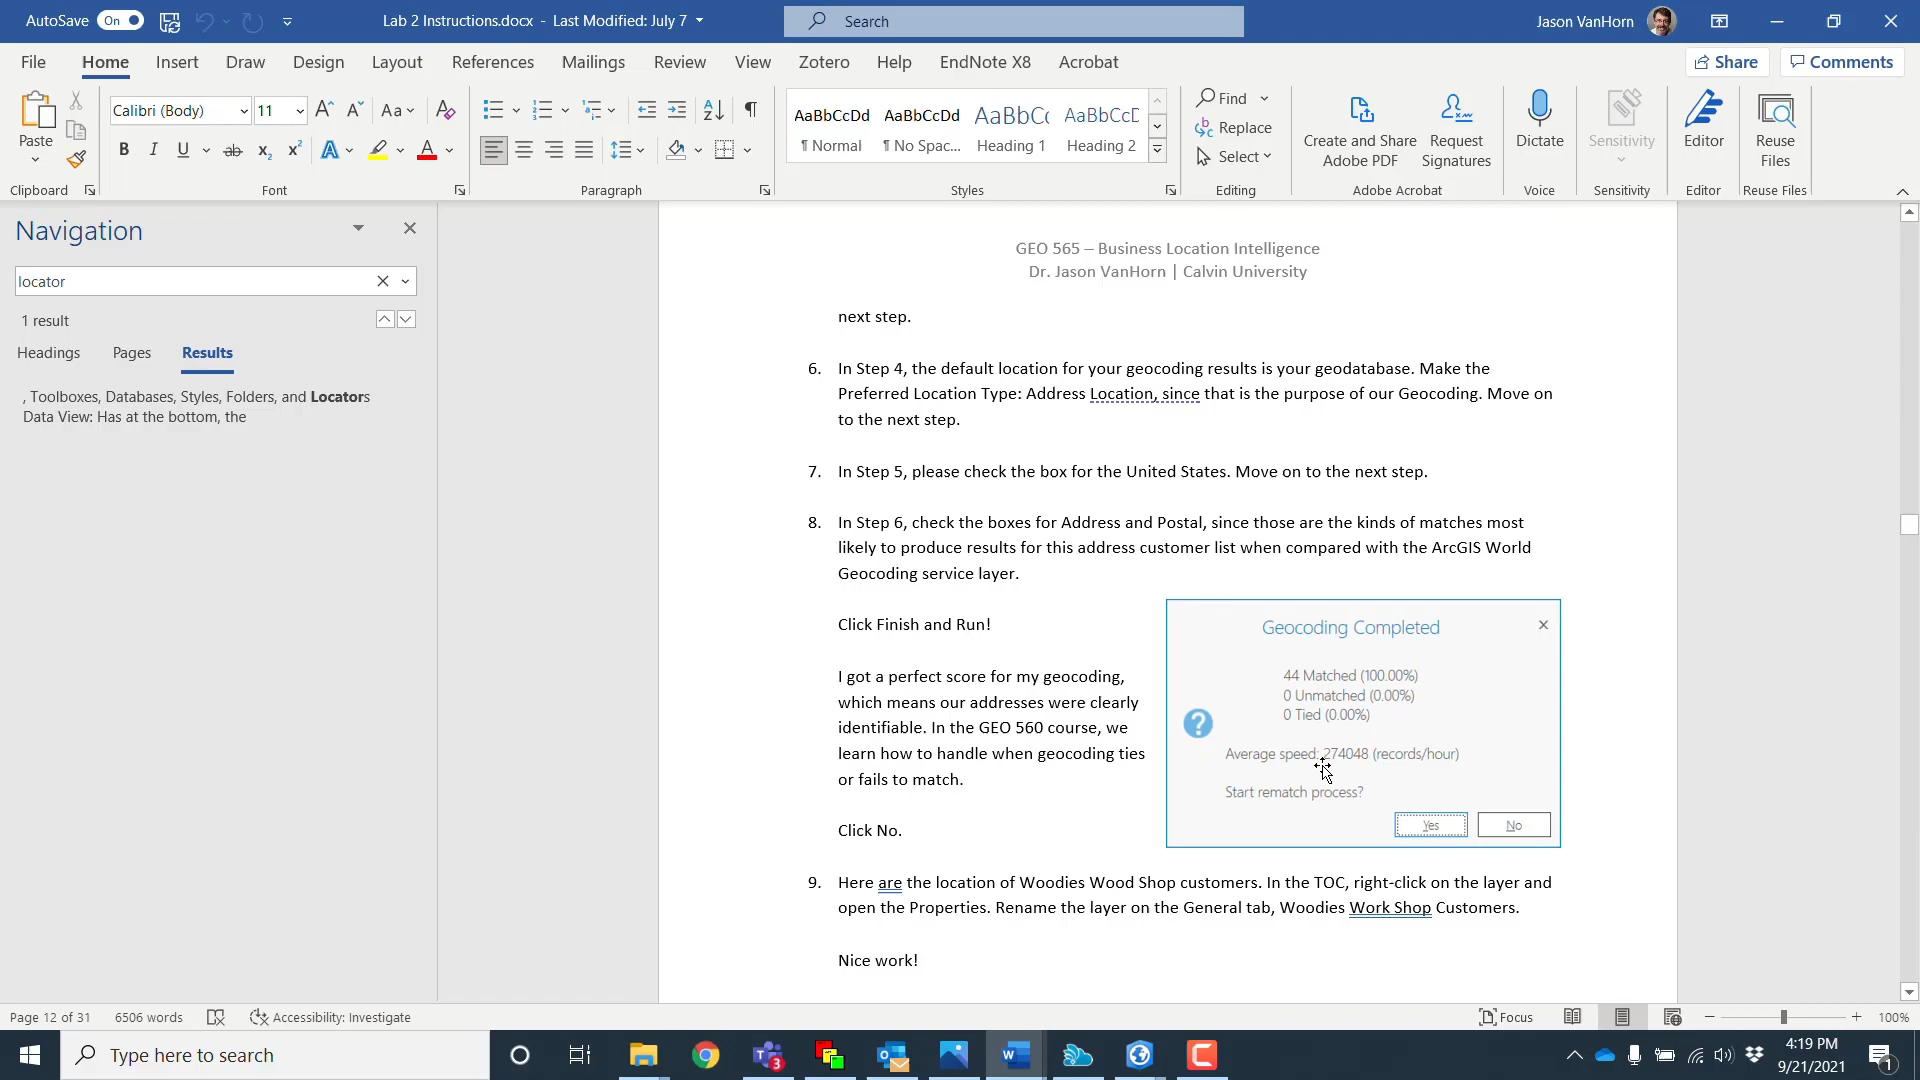 AutoSave On Lab 2 Instructions.docx - Last Modified: July 7 Search Jason VanHorn
File Home Insert Draw Design Layout References Mailings Review View Zotero Help EndNote X8 Acrobat Share Comments
Calibri (Body) 11 Aa AaBbCcDd AaBbCcDd AaBbCc AaBbCcD Find
Replace
Paste B I U ab x₂ x² A A ¶ Normal ¶ No Spac... Heading 1 Heading 2 Select
Create and Share Adobe PDF Request Signatures Dictate Sensitivity Editor Reuse Files
Clipboard Font Paragraph Styles Editing Adobe Acrobat Voice Sensitivity Editor Reuse Files
Navigation
locator
1 result
Headings Pages Results
, Toolboxes, Databases, Styles, Folders, and Locators
Data View: Has at the bottom, the
GEO 565 – Business Location Intelligence
Dr. Jason VanHorn | Calvin University
next step.
6. In Step 4, the default location for your geocoding results is your geodatabase. Make the
Preferred Location Type: Address Location, since that is the purpose of our Geocoding. Move on
to the next step.
7. In Step 5, please check the box for the United States. Move on to the next step.
8. In Step 6, check the boxes for Address and Postal, since those are the kinds of matches most
likely to produce results for this address customer list when compared with the ArcGIS World
Geocoding service layer.
Click Finish and Run!
I got a perfect score for my geocoding,
which means our addresses were clearly
identifiable. In the GEO 560 course, we
learn how to handle when geocoding ties
or fails to match.
Click No.
Geocoding Completed
44 Matched (100.00%)
0 Unmatched (0.00%)
0 Tied (0.00%)
Average speed: 274048 (records/hour)
Start rematch process?
Yes No
9. Here are the location of Woodies Wood Shop customers. In the TOC, right-click on the layer and
open the Properties. Rename the layer on the General tab, Woodies Work Shop Customers.
Nice work!
Page 12 of 31 6506 words Accessibility: Investigate Focus 100%
Type here to search 3 4:19 PM
9/21/2021 1